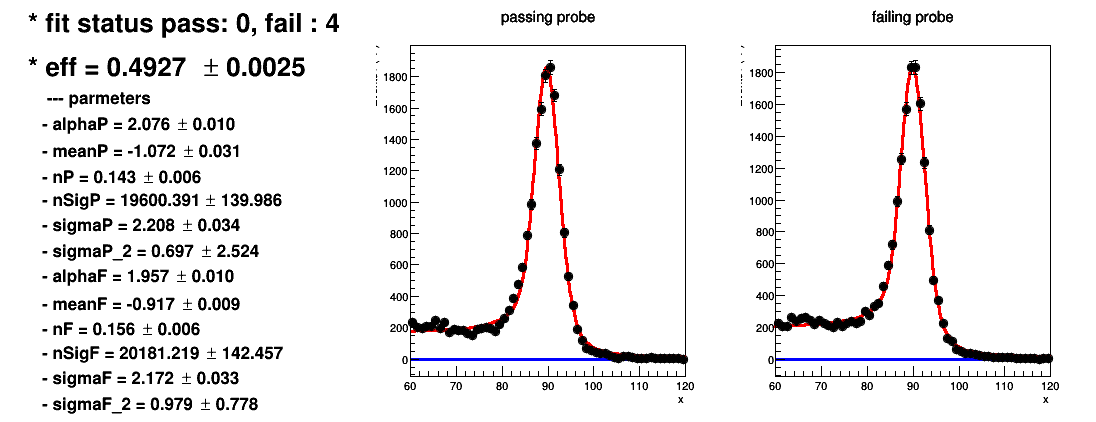 * fit status pass: 0, fail : 4
* eff = 0.4927 ± 0.0025
--- parmeters
- alphaP = 2.076 ± 0.010
- meanP = -1.072 ± 0.031
- nP = 0.143 ± 0.006
- nSigP = 19600.391 ± 139.986
- sigmaP = 2.208 ± 0.034
- sigmaP_2 = 0.697 ± 2.524
- alphaF = 1.957 ± 0.010
- meanF = -0.917 ± 0.009
- nF = 0.156 ± 0.006
- nSigF = 20181.219 ± 142.457
- sigmaF = 2.172 ± 0.033
- sigmaF_2 = 0.979 ± 0.778
passing probe
1800
1600
1400
1200
1000
800
600
400
200
0
60 70 80 90 100 110 120
x
failing probe
1800
1600
1400
1200
1000
800
600
400
200
0
60 70 80 90 100 110 120
x